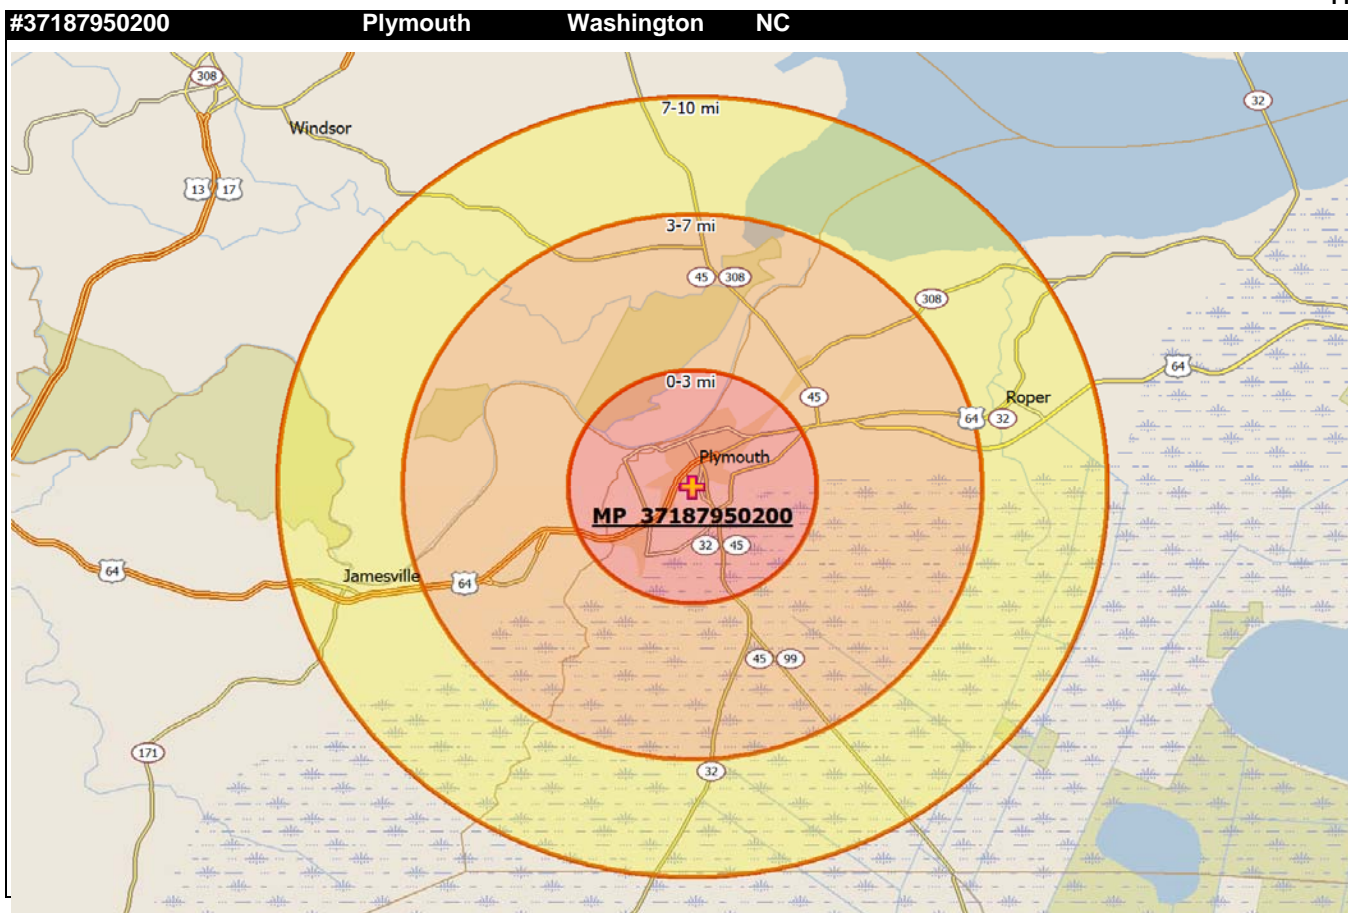 #37187950200 Plymouth Washington NC
308
7-10 mi
32
Windsor
13 17
3-7 mi
45 308
308
64
0-3 mi
45
Roper
64 32
Plymouth
MP 37187950200
32 45
64
Jamesville
64
45 99
171
32